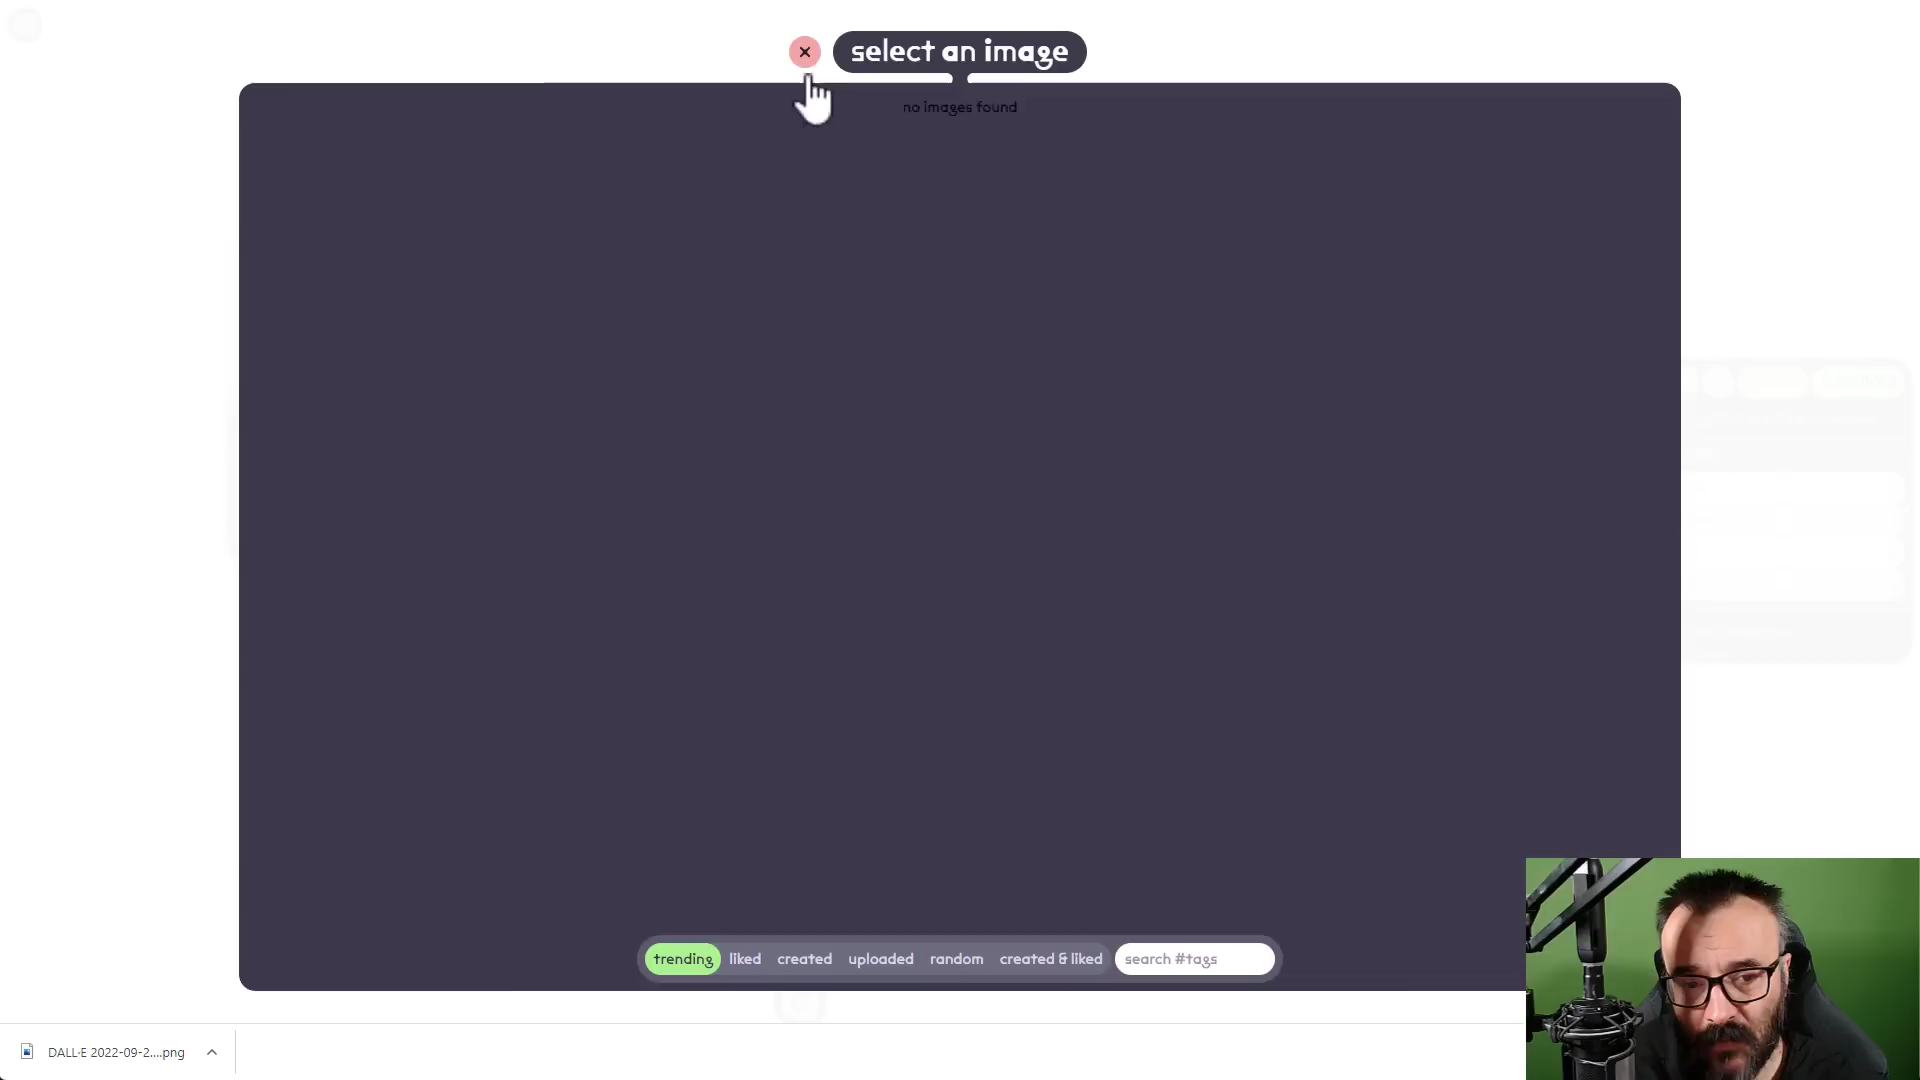 select an image
no images found
trending liked created uploaded random created & liked search #tags
DALL·E 2022-09-2....png